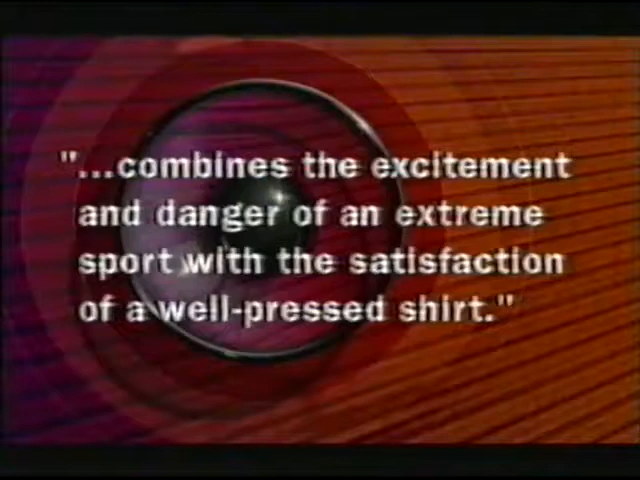 "...combines the excitement
and danger of an extreme
sport with the satisfaction
of a well-pressed shirt."